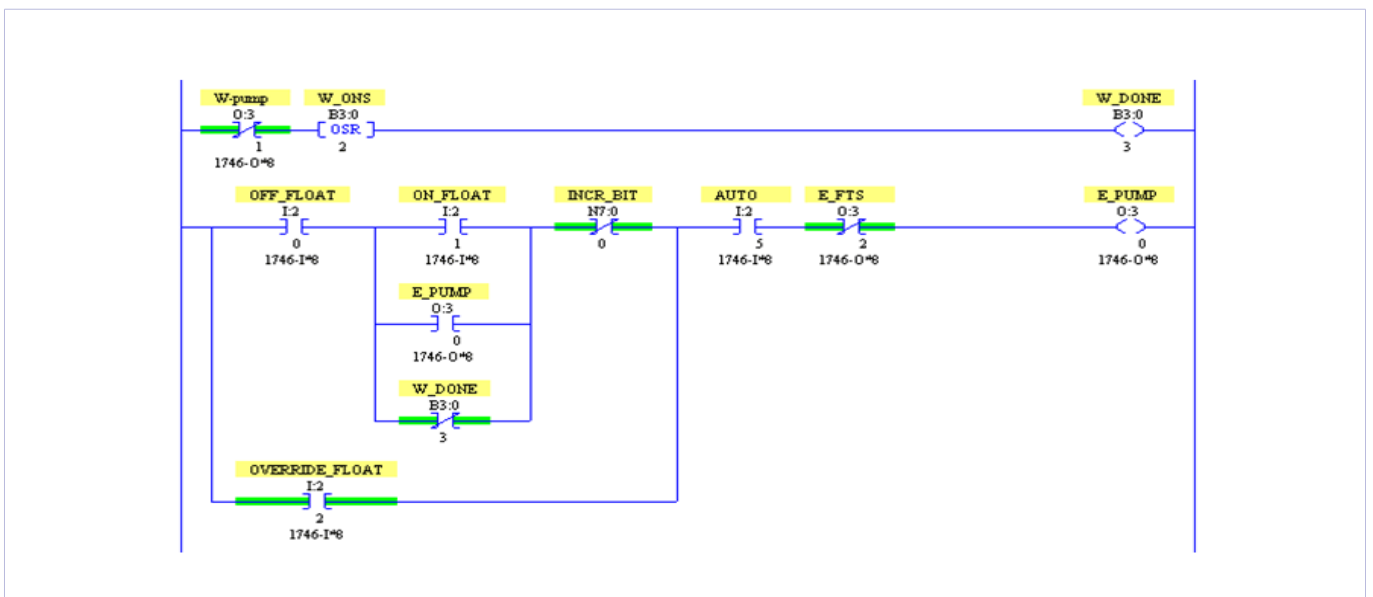 W-pump W_ONS W_DONE
O:3 B3:0 B3:0
OSR
1 2 3
1746-O*8
OFF_FLOAT ON_FLOAT INCR_BIT AUTO E_FTS E_PUMP
I:2 I:2 N7:0 I:2 O:3 O:3
0 1 0 5 2 0
1746-I*8 1746-I*8 1746-I*8 1746-O*8 1746-O*8
E_PUMP
O:3
0
1746-O*8
W_DONE
B3:0
3
OVERRIDE_FLOAT
I:2
2
1746-I*8